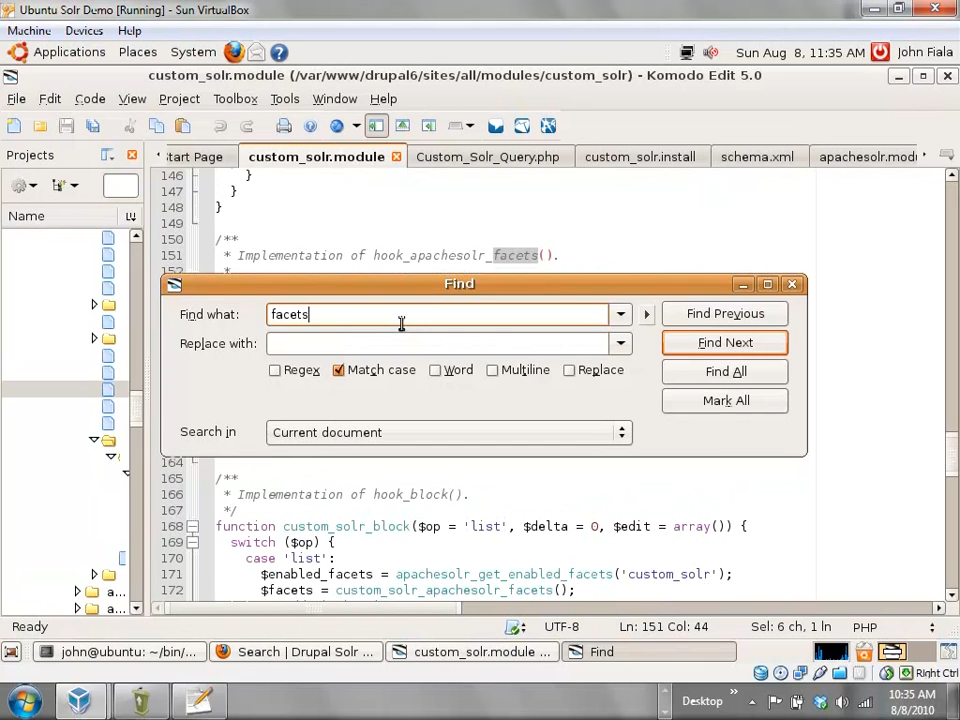 Ubuntu Solr Demo [Running] - Sun VirtualBox
Machine Devices Help
Applications Places System Sun Aug 8, 11:35 AM John Fiala
custom_solr.module (/var/www/drupal6/sites/all/modules/custom_solr) - Komodo Edit 5.0
File Edit Code View Project Toolbox Tools Window Help
Projects tart Page custom_solr.module Custom_Solr_Query.php custom_solr.install schema.xml apachesolr.mod
Name
146 }
147 }
148 }
149
150 /**
151 * Implementation of hook_apachesolr_facets().
152 *
Find
Find what: facets Find Previous
Replace with: Find Next
Regex Match case Word Multiline Replace Find All
Mark All
Search in Current document
164
165 /**
166 * Implementation of hook_block().
167 */
168 function custom_solr_block($op = 'list', $delta = 0, $edit = array()) {
169 switch ($op) {
170 case 'list':
171 $enabled_facets = apachesolr_get_enabled_facets('custom_solr');
172 $facets = custom_solr_apachesolr_facets();
a...
a...
Ready UTF-8 Ln: 151 Col: 44 Sel: 6 ch, 1 ln PHP
john@ubuntu: ~/bin/... Search | Drupal Solr ... custom_solr.module ... Find
Right Ctrl
Desktop » 10:35 AM
8/8/2010